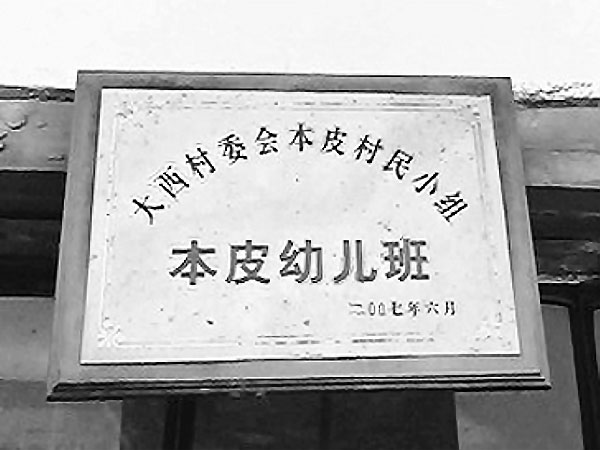 大西村委会本皮村民小组
本皮幼儿班
二00七年六月